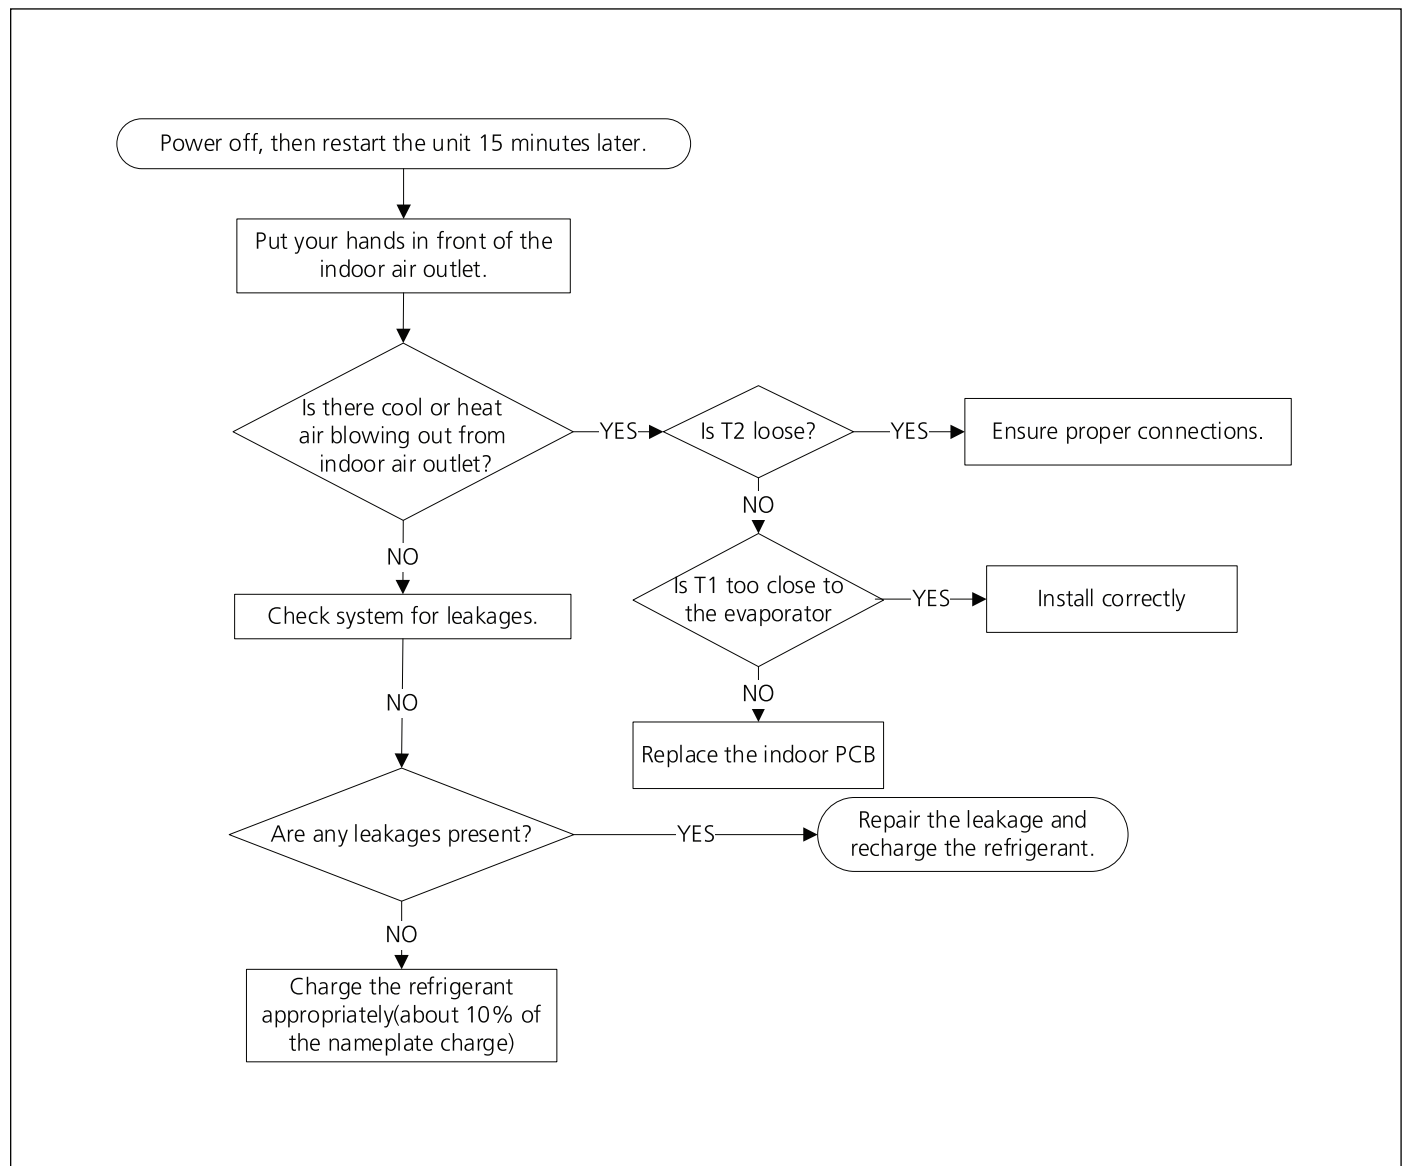 Power off, then restart the unit 15 minutes later.
Put your hands in front of the
indoor air outlet.
Is there cool or heat
air blowing out from
indoor air outlet?
YES
Is T2 loose?
YES
Ensure proper connections.
NO
NO
Is T1 too close to
the evaporator
YES
Install correctly
Check system for leakages.
NO
NO
Replace the indoor PCB
Are any leakages present?
YES
Repair the leakage and
recharge the refrigerant.
NO
Charge the refrigerant
appropriately(about 10% of
the nameplate charge)